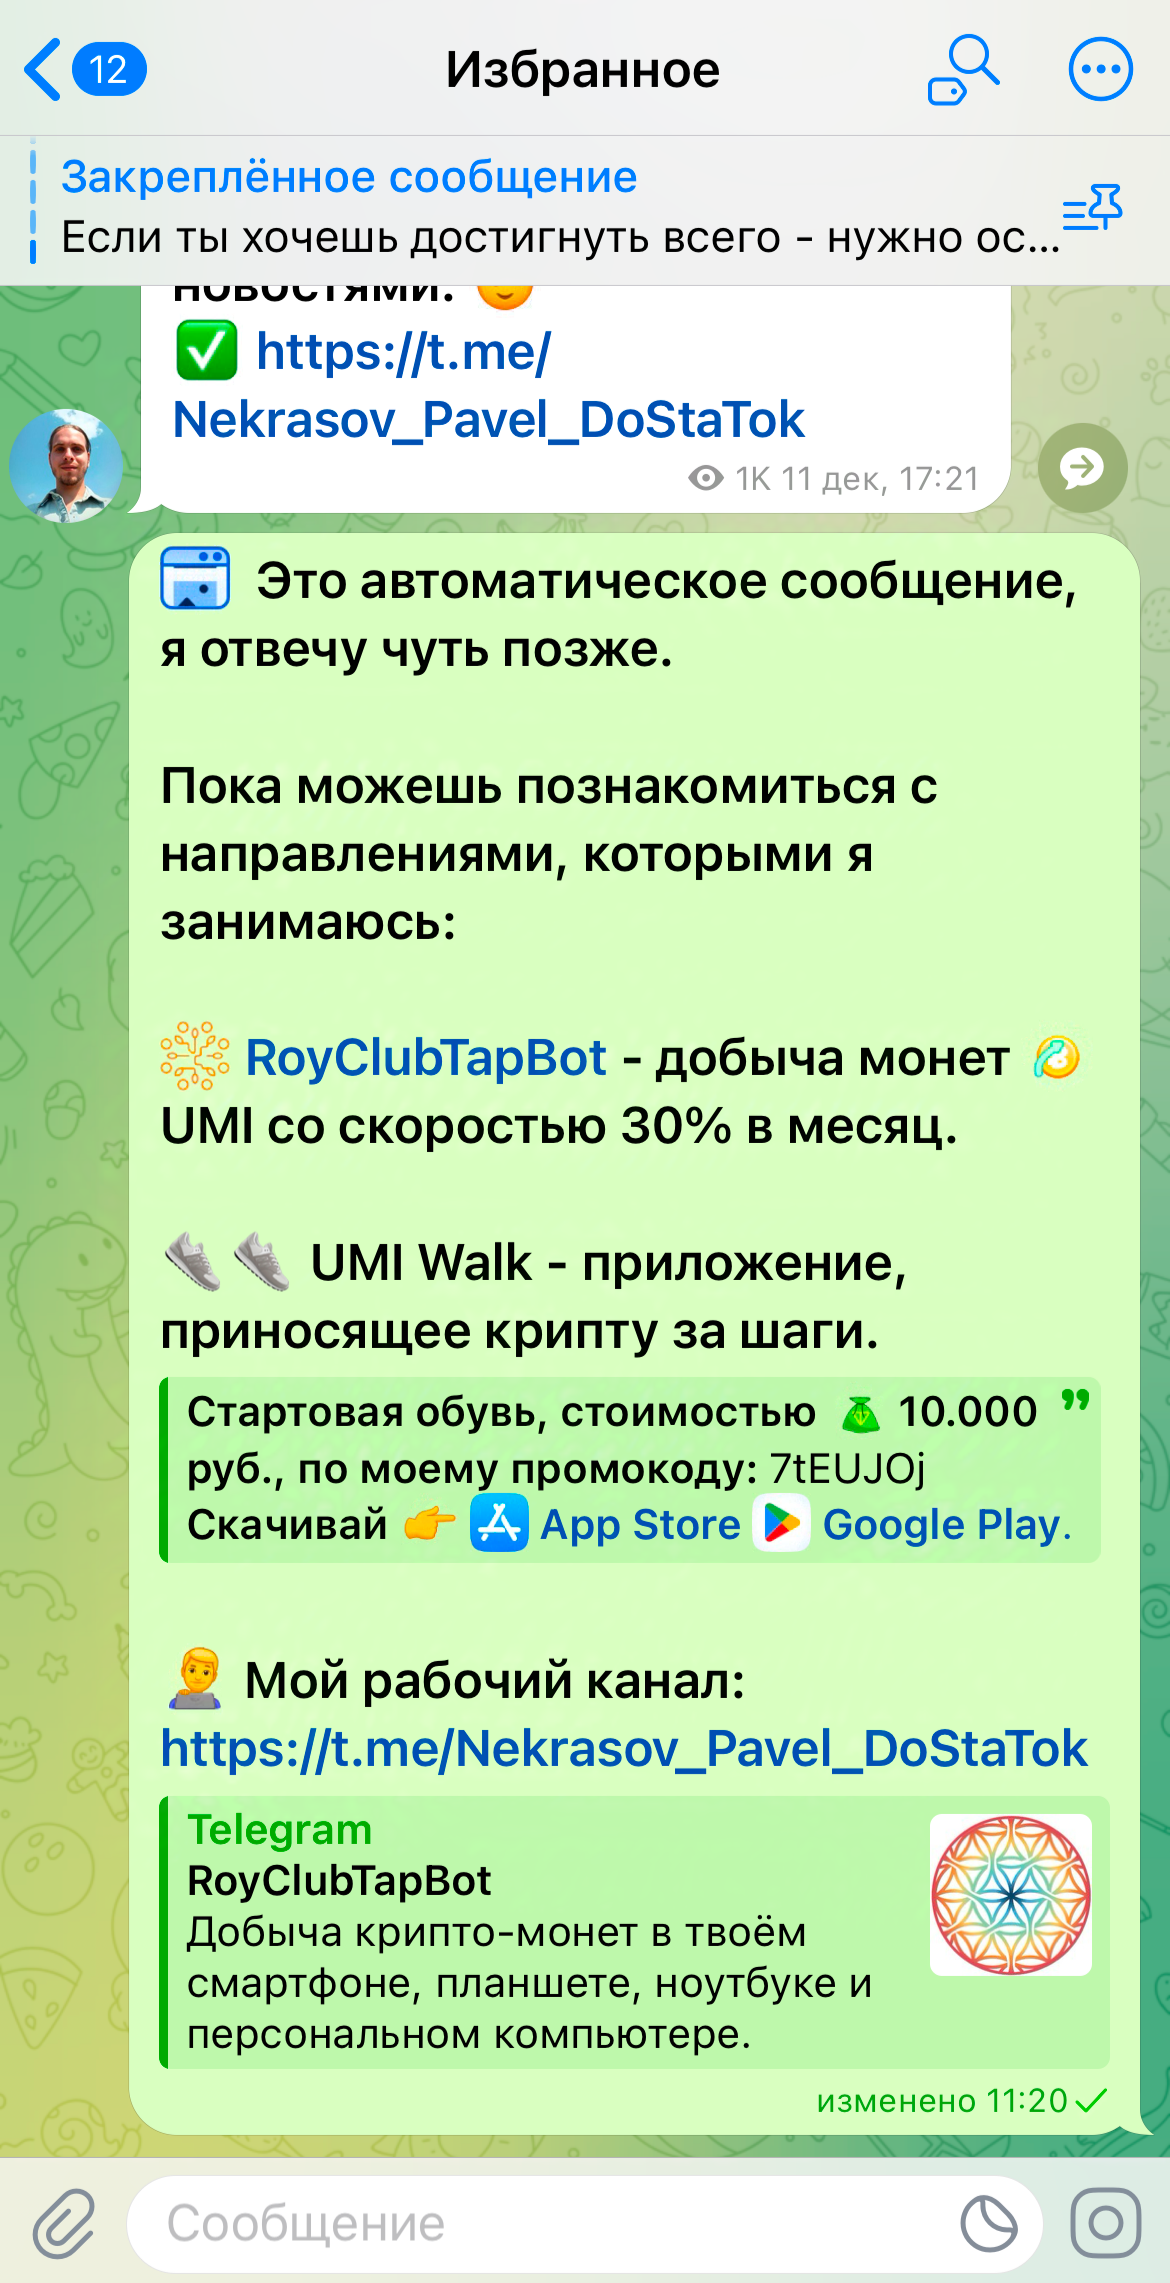 12
Избранное
Закреплённое сообщение
Если ты хочешь достигнуть всего - нужно ос...
новостями.
https://t.me/
Nekrasov_Pavel_DoStaTok
1K 11 дек, 17:21
Это автоматическое сообщение,
я отвечу чуть позже.
Пока можешь познакомиться с
направлениями, которыми я
занимаюсь:
RoyClubTapBot - добыча монет
UMI со скоростью 30% в месяц.
UMI Walk - приложение,
приносящее крипту за шаги.
Стартовая обувь, стоимостью 10.000
руб., по моему промокоду: 7tEUJOj
Скачивай App Store Google Play.
Мой рабочий канал:
https://t.me/Nekrasov_Pavel_DoStaTok
Telegram
RoyClubTapBot
Добыча крипто-монет в твоём
смартфоне, планшете, ноутбуке и
персональном компьютере.
изменено 11:20
Сообщение